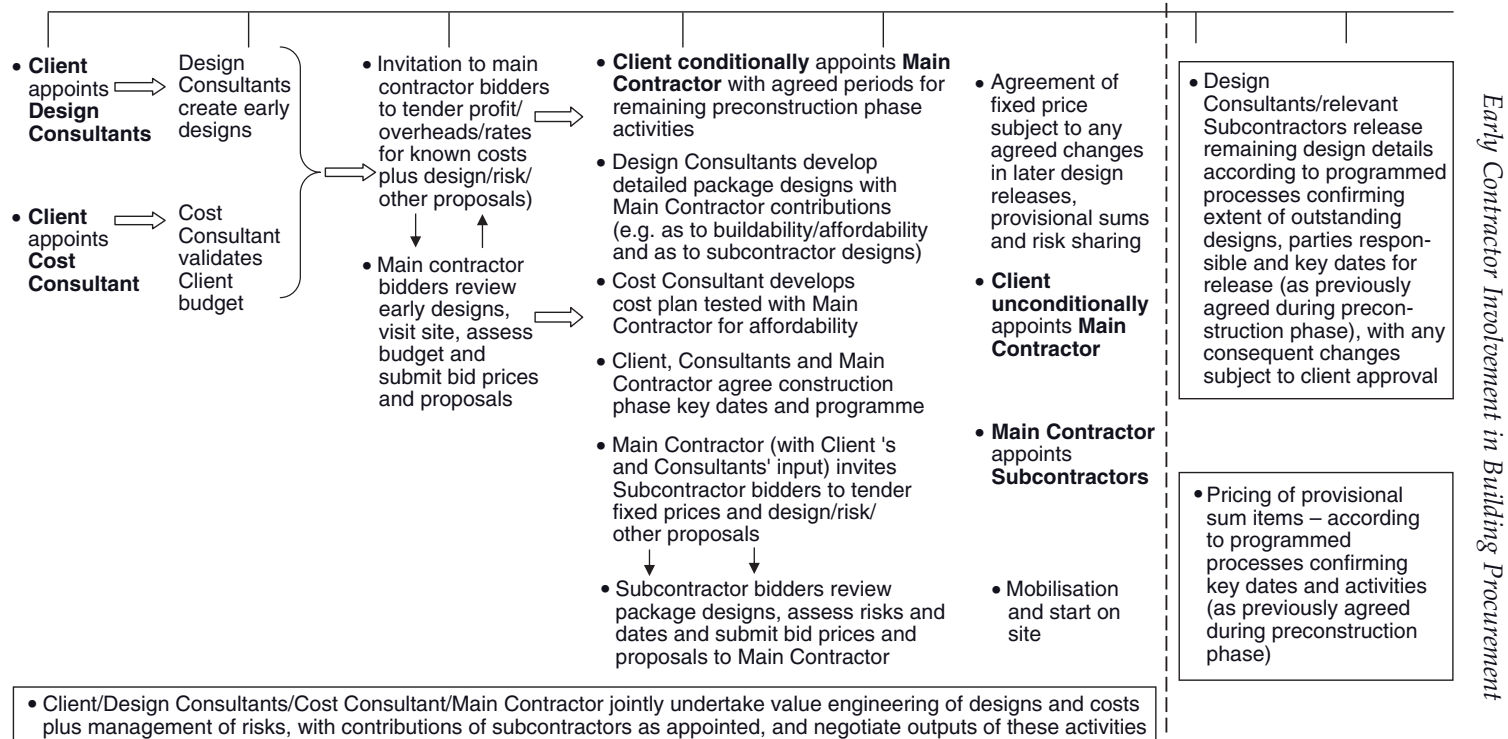 • Client
appoints
Design
Consultants
Design
Consultants
create early
designs
• Client
appoints
Cost
Consultant
Cost
Consultant
validates
Client
budget
• Invitation to main
contractor bidders
to tender profit/
overheads/rates
for known costs
plus design/risk/
other proposals)
• Main contractor
bidders review
early designs,
visit site, assess
budget and
submit bid prices
and proposals
• Client conditionally appoints Main
Contractor with agreed periods for
remaining preconstruction phase
activities
• Design Consultants develop
detailed package designs with
Main Contractor contributions
(e.g. as to buildability/affordability
and as to subcontractor designs)
• Cost Consultant develops
cost plan tested with Main
Contractor for affordability
• Client, Consultants and Main
Contractor agree construction
phase key dates and programme
• Main Contractor (with Client 's
and Consultants' input) invites
Subcontractor bidders to tender
fixed prices and design/risk/
other proposals
• Subcontractor bidders review
package designs, assess risks and
dates and submit bid prices and
proposals to Main Contractor
• Agreement of
fixed price
subject to any
agreed changes
in later design
releases,
provisional sums
and risk sharing
• Client
unconditionally
appoints Main
Contractor
• Main Contractor
appoints
Subcontractors
• Mobilisation
and start on
site
• Design
Consultants/relevant
Subcontractors release
remaining design details
according to programmed
processes confirming
extent of outstanding
designs, parties respon-
sible and key dates for
release (as previously
agreed during precon-
struction phase), with any
consequent changes
subject to client approval
• Pricing of provisional
sum items – according
to programmed
processes confirming
key dates and activities
(as previously agreed
during preconstruction
phase)
• Client/Design Consultants/Cost Consultant/Main Contractor jointly undertake value engineering of designs and costs
plus management of risks, with contributions of subcontractors as appointed, and negotiate outputs of these activities
Early Contractor Involvement in Building Procurement